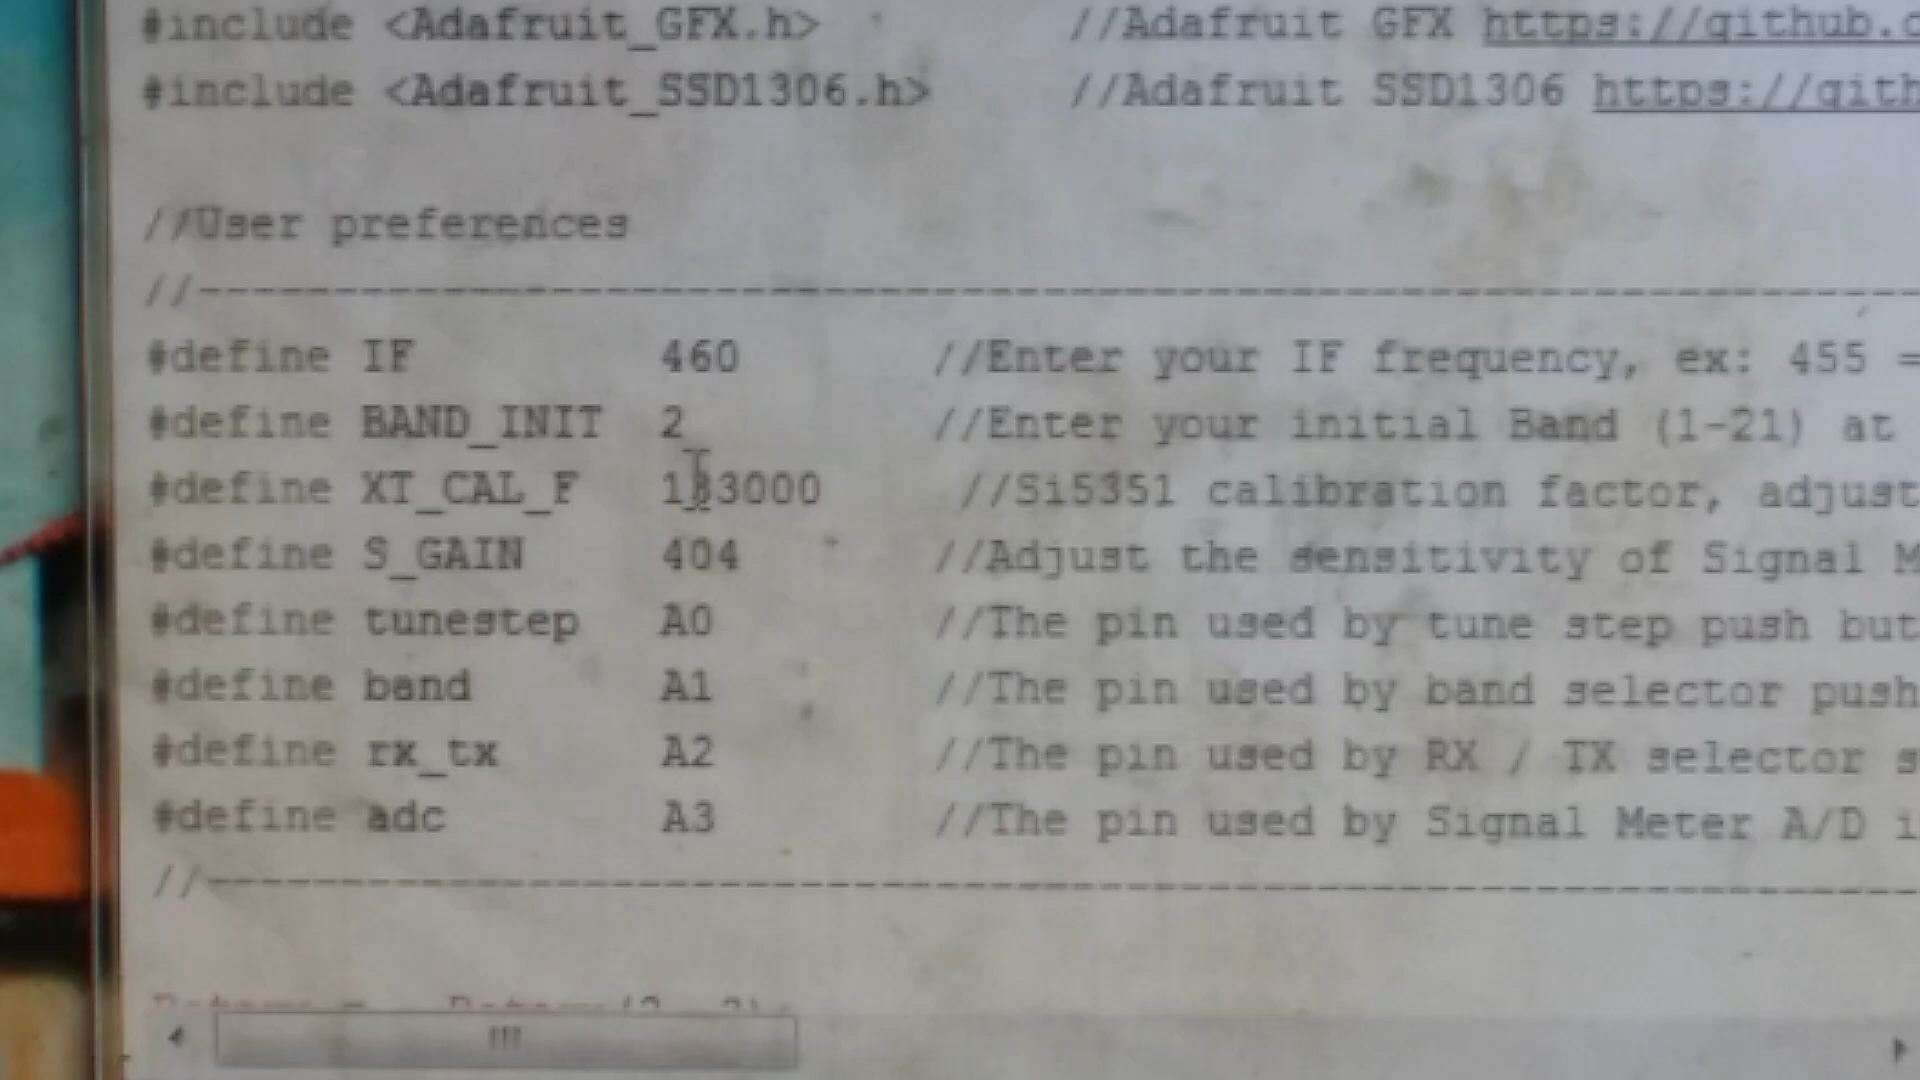 #include <Adafruit_GFX.h> //Adafruit GFX https://github.c
#include <Adafruit_SSD1306.h> //Adafruit SSD1306 https://gith
//User preferences
//----------------------------------------------------------------
#define IF 460 //Enter your IF frequency, ex: 455 =
#define BAND_INIT 2 //Enter your initial Band (1-21) at
#define XT_CAL_F //Si5351 calibration factor, adjust
#define S_GAIN 404 //Adjust the sensitivity of Signal M
#define tunestep A0 //The pin used by tune step push but
#define band A1 //The pin used by band selector push
#define rx_tx A2 //The pin used by RX / TX selector s
#define adc A3 //The pin used by Signal Meter A/D i
//----------------------------------------------------------------